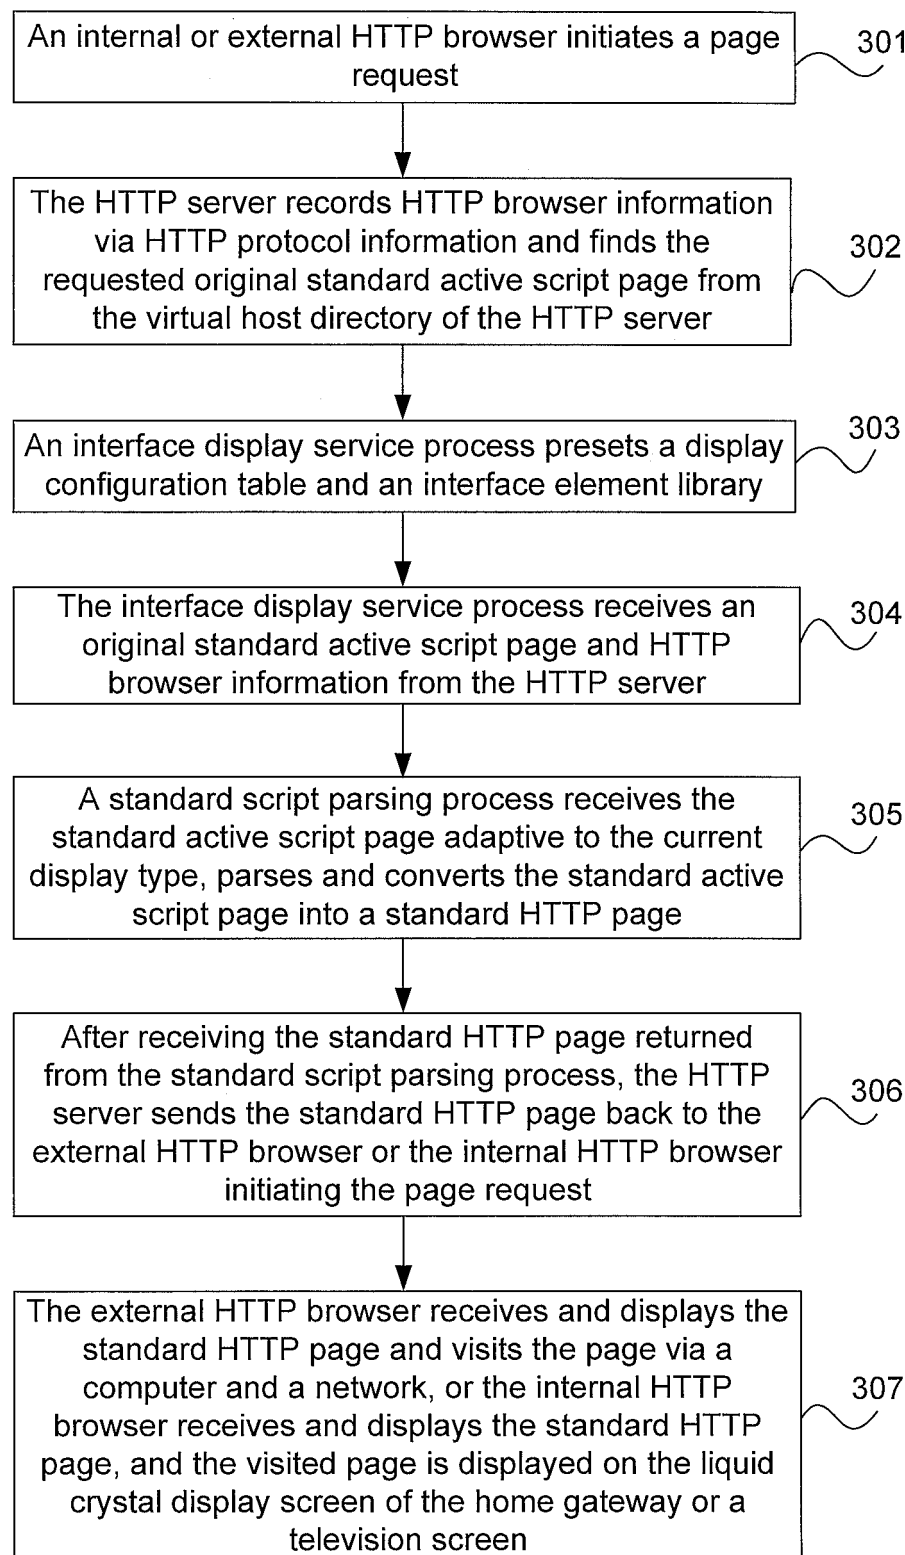 An internal or external HTTP browser initiates a page
request
301
The HTTP server records HTTP browser information
via HTTP protocol information and finds the
requested original standard active script page from
the virtual host directory of the HTTP server
302
An interface display service process presets a display
configuration table and an interface element library
303
The interface display service process receives an
original standard active script page and HTTP
browser information from the HTTP server
304
A standard script parsing process receives the
standard active script page adaptive to the current
display type, parses and converts the standard active
script page into a standard HTTP page
305
After receiving the standard HTTP page returned
from the standard script parsing process, the HTTP
server sends the standard HTTP page back to the
external HTTP browser or the internal HTTP browser
initiating the page request
306
The external HTTP browser receives and displays the
standard HTTP page and visits the page via a
computer and a network, or the internal HTTP
browser receives and displays the standard HTTP
page, and the visited page is displayed on the liquid
crystal display screen of the home gateway or a
television screen
307